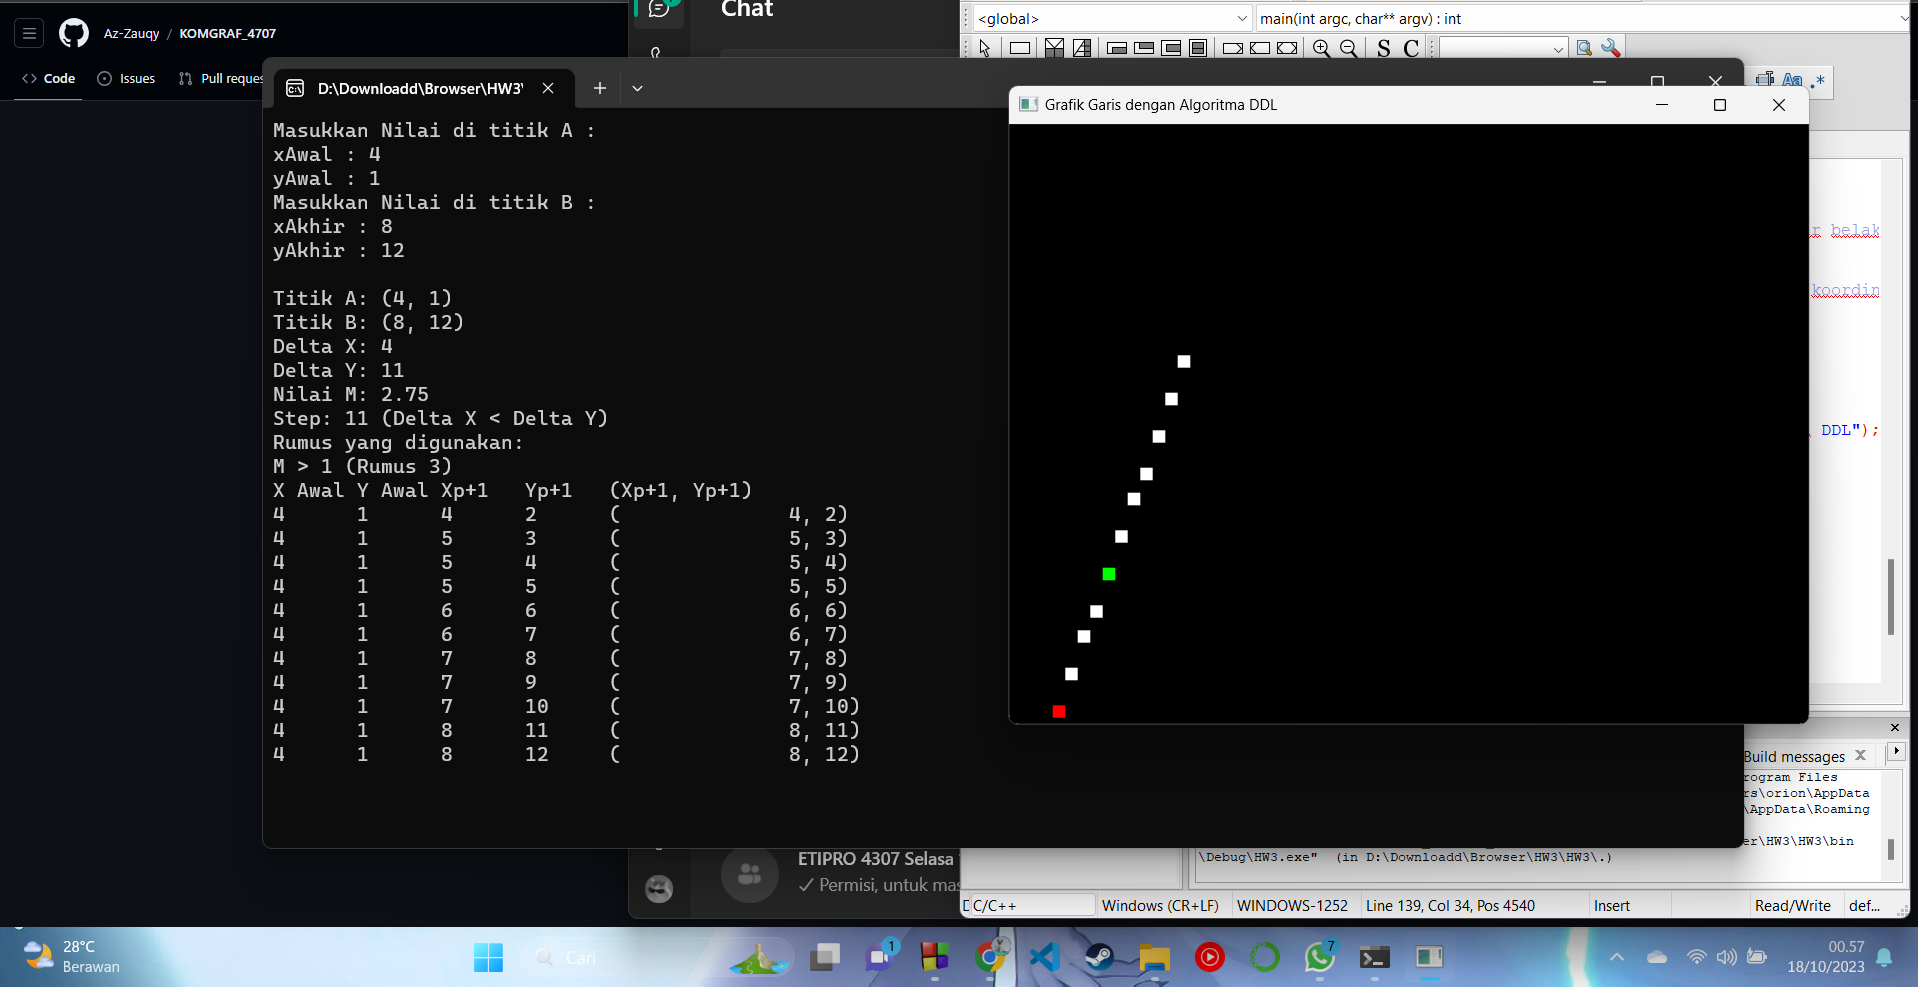 Az-Zauqy / KOMGRAF_4707
Code Issues Pull reques
Chat
<global> main(int argc, char** argv) : int
S C
Aa .*
D:\Downloadd\Browser\HW3\
Masukkan Nilai di titik A :
xAwal : 4
yAwal : 1
Masukkan Nilai di titik B :
xAkhir : 8
yAkhir : 12
Titik A: (4, 1)
Titik B: (8, 12)
Delta X: 4
Delta Y: 11
Nilai M: 2.75
Step: 11 (Delta X < Delta Y)
Rumus yang digunakan:
M > 1 (Rumus 3)
X Awal Y Awal Xp+1 Yp+1 (Xp+1, Yp+1)
4 1 4 2 ( 4, 2)
4 1 5 3 ( 5, 3)
4 1 5 4 ( 5, 4)
4 1 5 5 ( 5, 5)
4 1 6 6 ( 6, 6)
4 1 6 7 ( 6, 7)
4 1 7 8 ( 7, 8)
4 1 7 9 ( 7, 9)
4 1 7 10 ( 7, 10)
4 1 8 11 ( 8, 11)
4 1 8 12 ( 8, 12)
Grafik Garis dengan Algoritma DDL
r belak
koordin
DDL");
Build messages
rogram Files
rs\orion\AppData
\AppData\Roaming
er\HW3\HW3\bin
\Debug\HW3.exe" (in D:\Downloadd\Browser\HW3\HW3\.)
ETIPRO 4307 Selasa
Permisi, untuk mas
C/C++ Windows (CR+LF) WINDOWS-1252 Line 139, Col 34, Pos 4540 Insert Read/Write def...
28°C
Berawan
Cari
1
7
00.57
18/10/2023